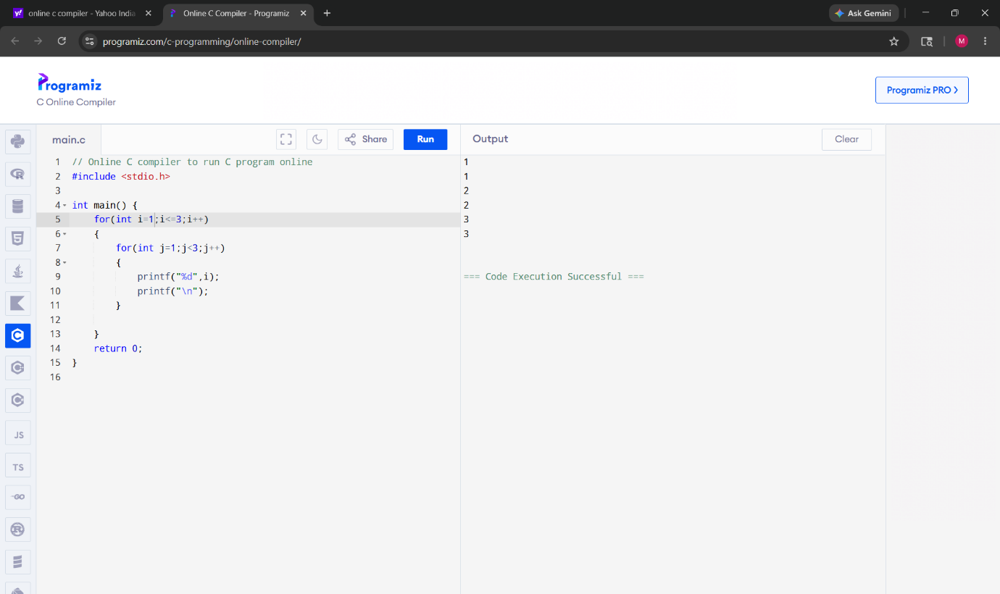 online c compiler - Yahoo India
Online C Compiler - Programiz
Ask Gemini
programiz.com/c-programming/online-compiler/
M
Programiz
C Online Compiler
Programiz PRO
main.c
Share
Run
Output
Clear
1 // Online C compiler to run C program online
2 #include <stdio.h>
3
4 int main() {
5     for(int i=1;i<=3;i++)
6     {
7         for(int j=1;j<3;j++)
8         {
9             printf("%d",i);
10             printf("\n");
11         }
12
13     }
14     return 0;
15 }
16
1
1
2
2
3
3
=== Code Execution Successful ===
R
5
C
C
C
JS
TS
GO
R